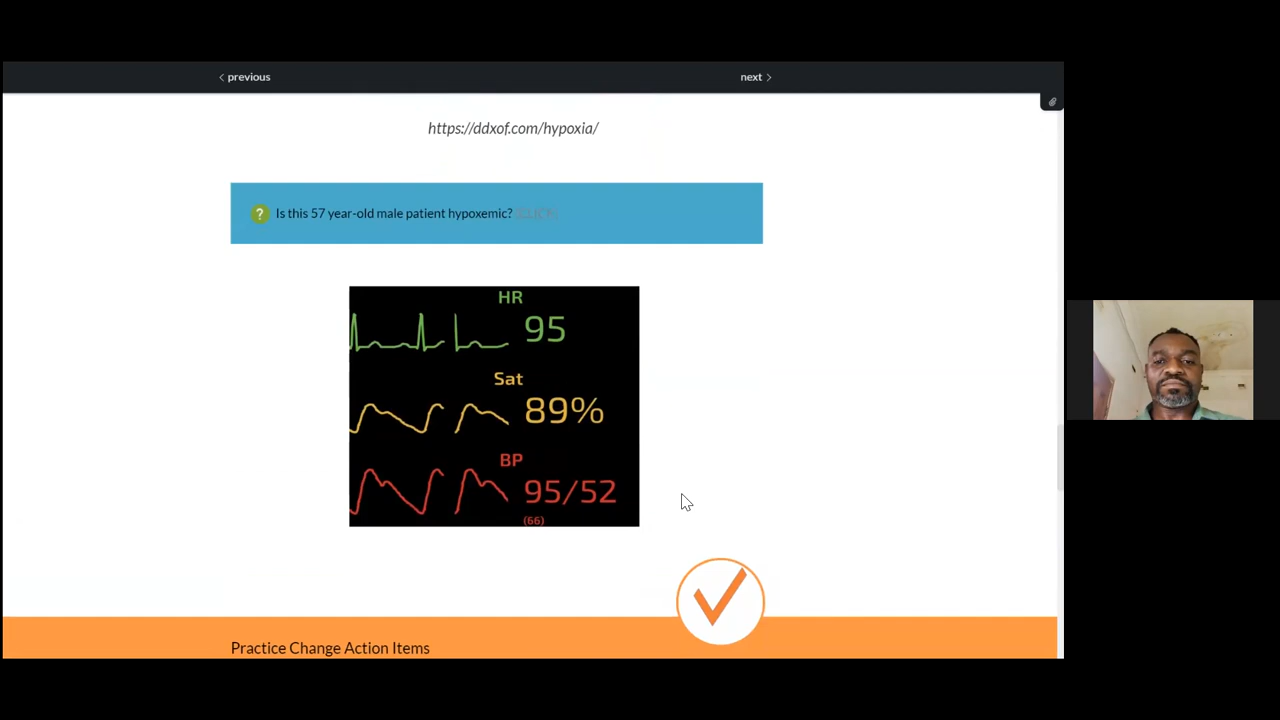 previous
next
https://ddxof.com/hypoxia/
Is this 57 year-old male patient hypoxemic?
HR
95
Sat
89%
BP
95/52
(66)
Practice Change Action Items